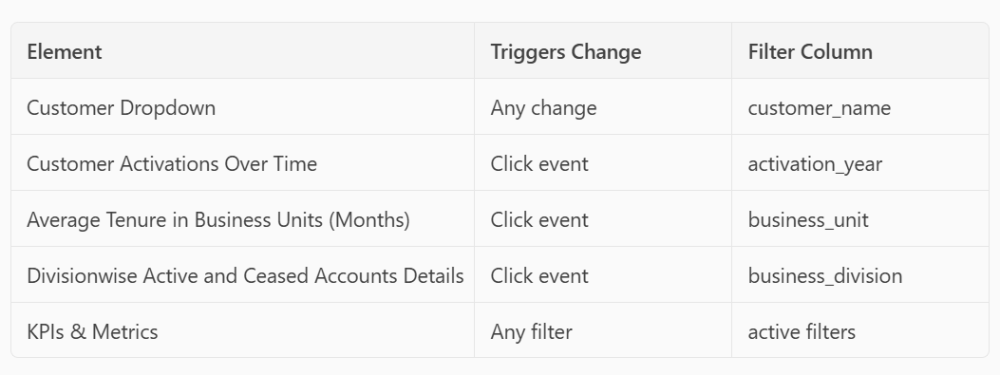 Element Triggers Change Filter Column
Customer Dropdown Any change customer_name
Customer Activations Over Time Click event activation_year
Average Tenure in Business Units (Months) Click event business_unit
Divisionwise Active and Ceased Accounts Details Click event business_division
KPIs & Metrics Any filter active filters